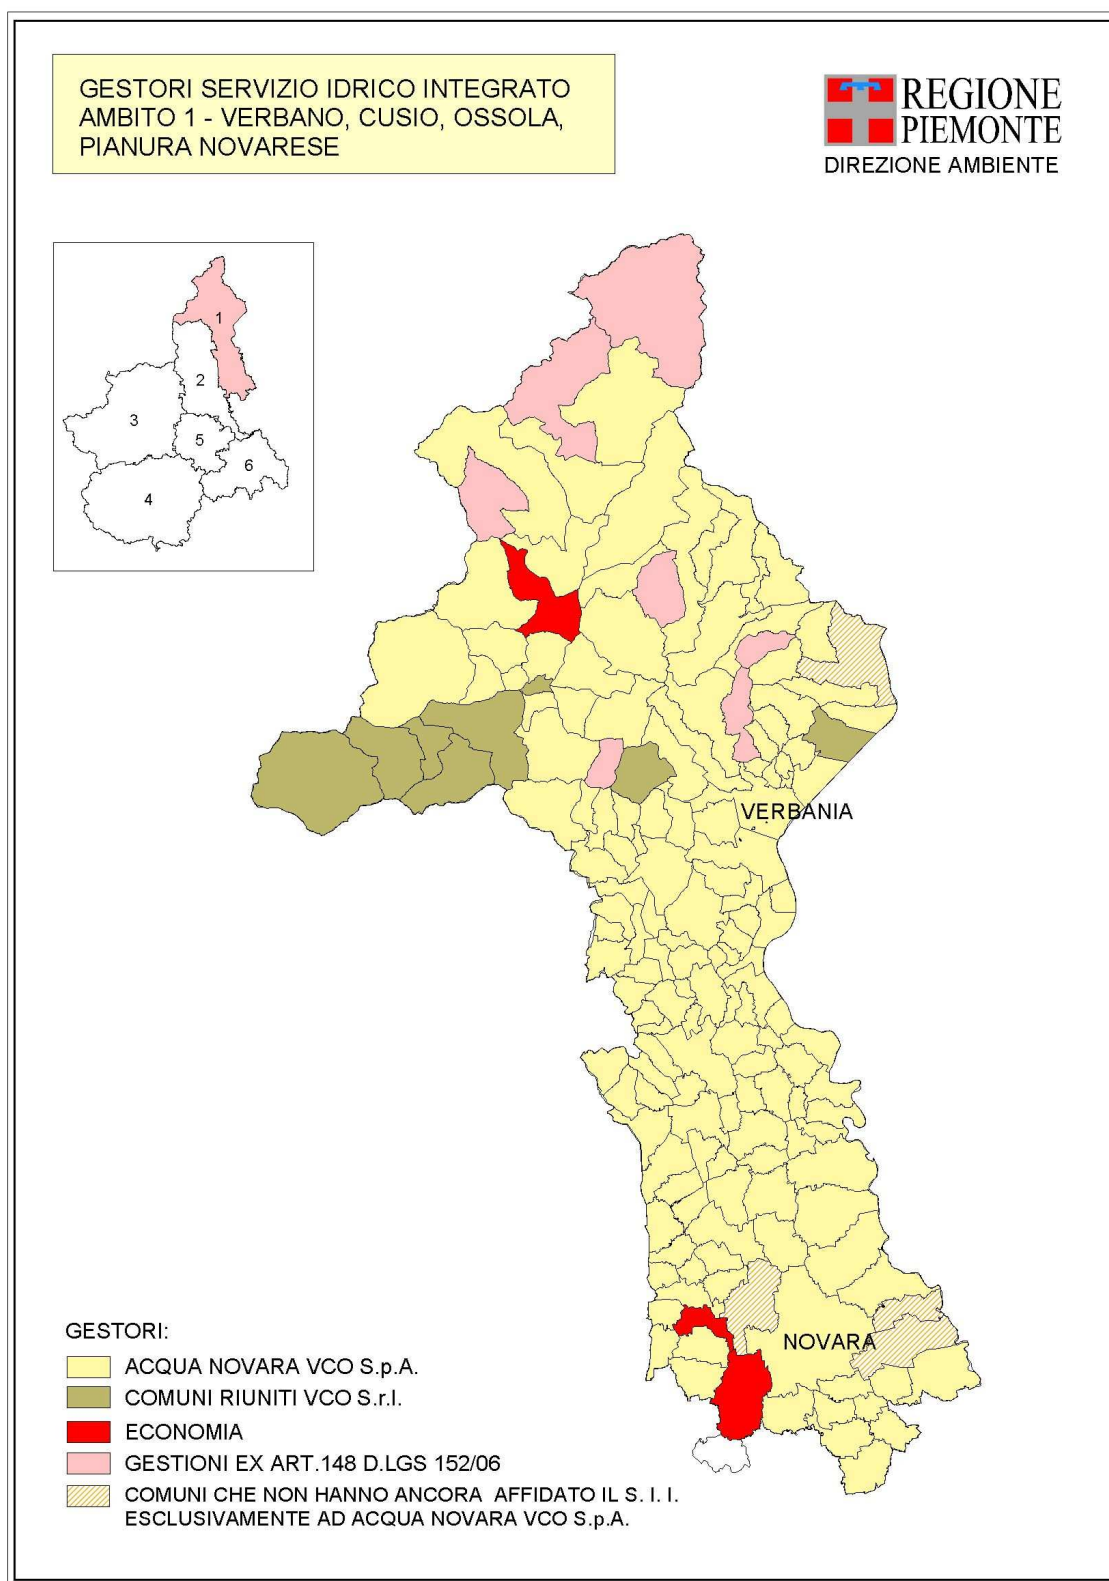 GESTORI SERVIZIO IDRICO INTEGRATO
AMBITO 1 - VERBANO, CUSIO, OSSOLA,
PIANURA NOVARESE
REGIONE
PIEMONTE
DIREZIONE AMBIENTE
1
2
3
5
6
4
VERBANIA
NOVARA
GESTORI:
ACQUA NOVARA VCO S.p.A.
COMUNI RIUNITI VCO S.r.l.
ECONOMIA
GESTIONI EX ART.148 D.LGS 152/06
COMUNI CHE NON HANNO ANCORA AFFIDATO IL S. I. I.
ESCLUSIVAMENTE AD ACQUA NOVARA VCO S.p.A.